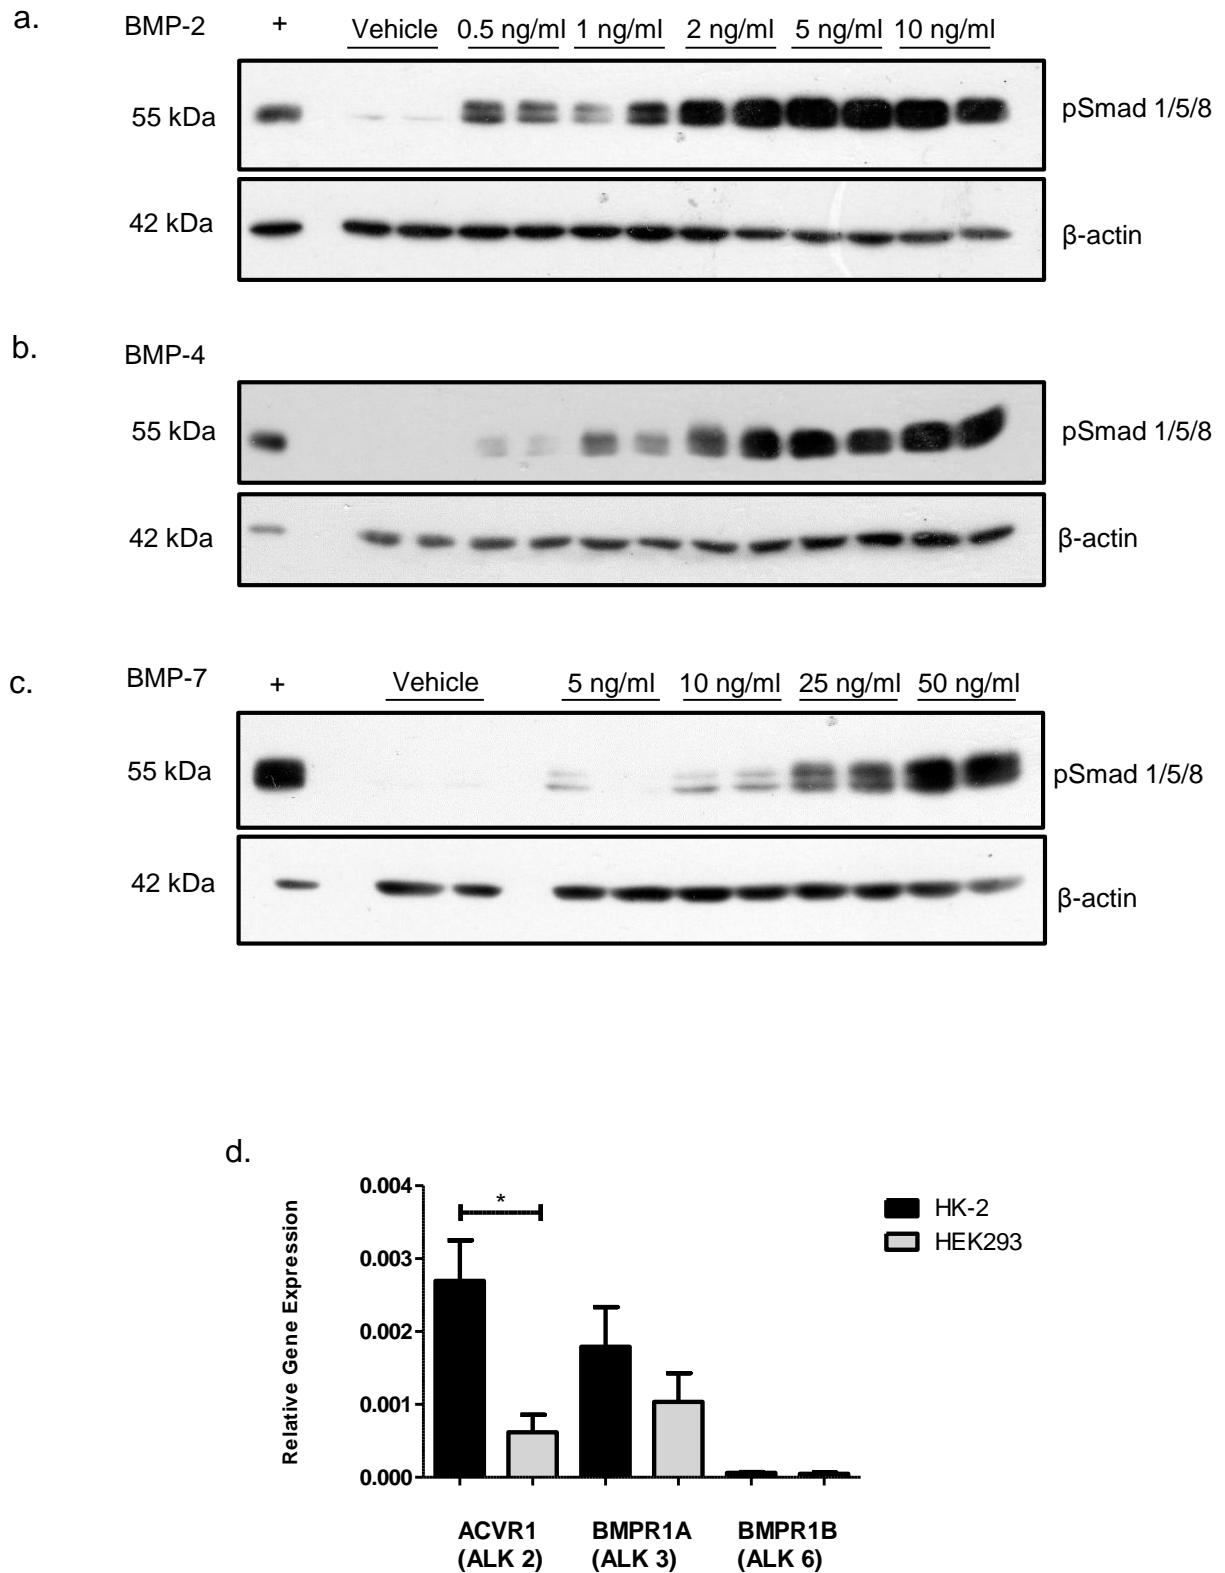 a.
BMP-2 + Vehicle 0.5 ng/ml 1 ng/ml 2 ng/ml 5 ng/ml 10 ng/ml
55 kDa pSmad 1/5/8
42 kDa β-actin
b.
BMP-4
55 kDa pSmad 1/5/8
42 kDa β-actin
c.
BMP-7 + Vehicle 5 ng/ml 10 ng/ml 25 ng/ml 50 ng/ml
55 kDa pSmad 1/5/8
42 kDa β-actin
d.
Relative Gene Expression
0.004
0.003
0.002
0.001
0.000
*
HK-2
HEK293
ACVR1 BMPR1A BMPR1B
(ALK 2) (ALK 3) (ALK 6)